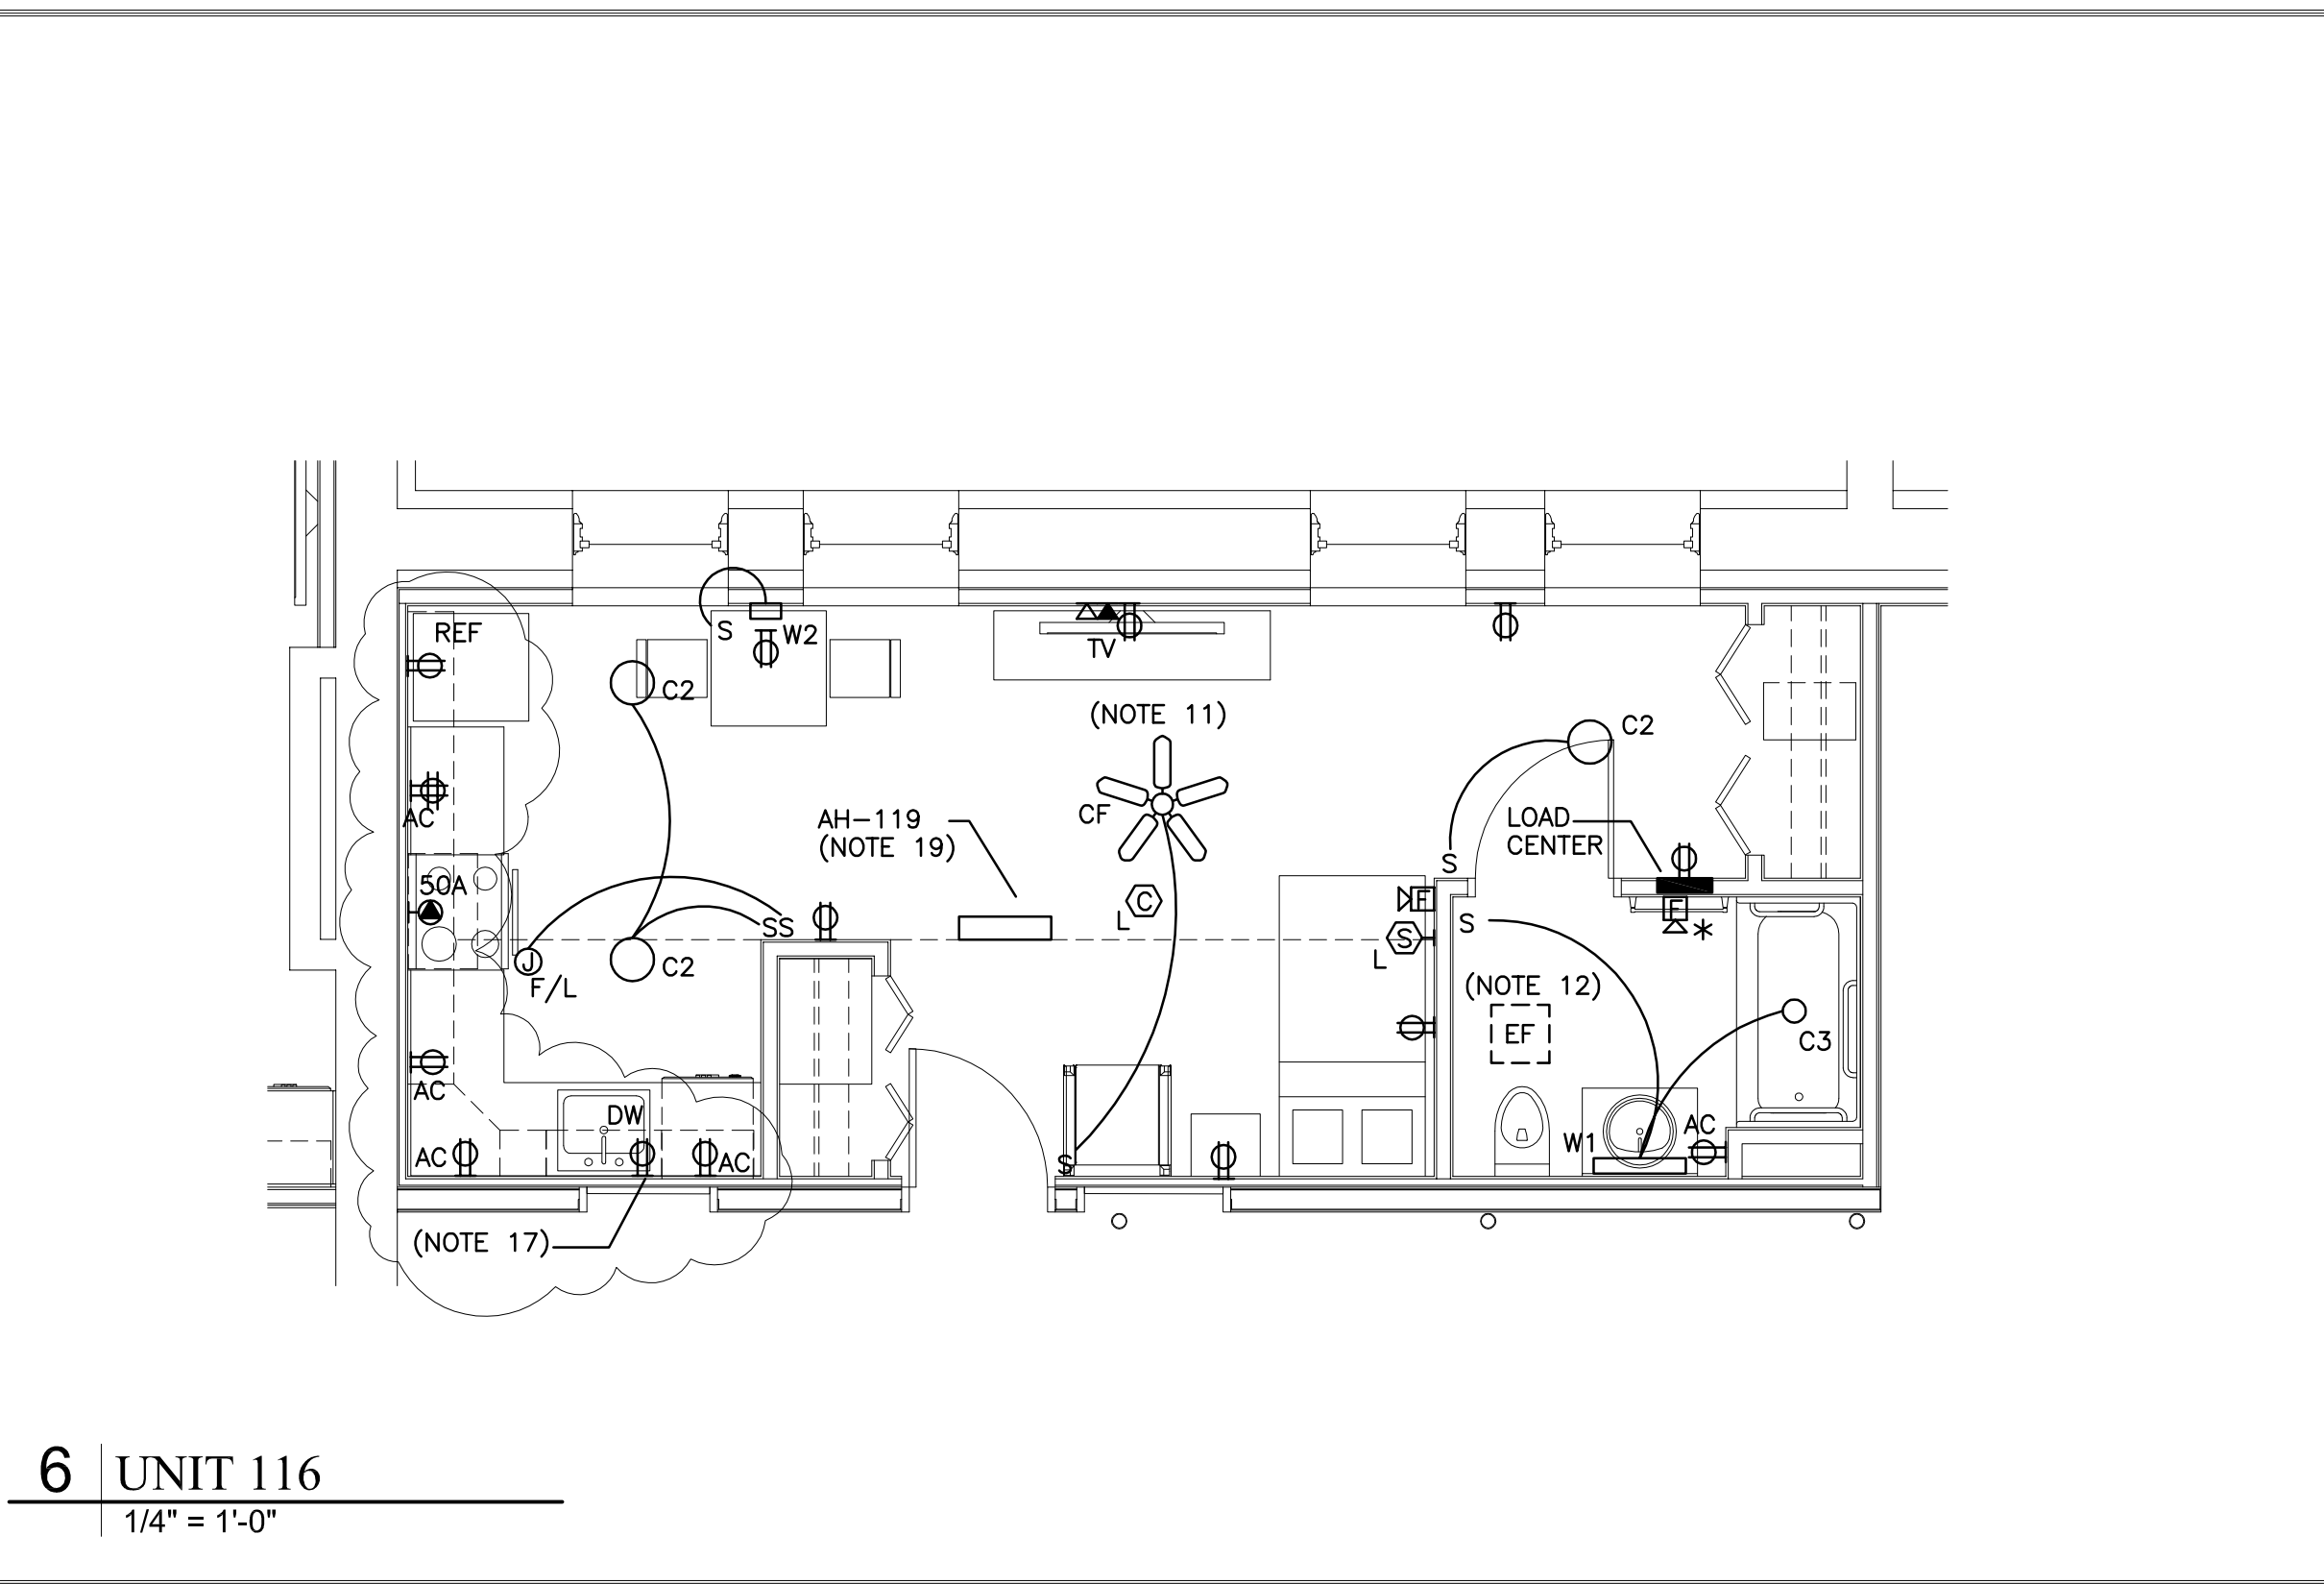 REF
S
W2
TV
C2
(NOTE 11)
C2
AC
CF
AH-119
(NOTE 19)
LOAD
CENTER
S
50A
C
L
F
F
*
SS
S
S
L
J
F/L
C2
(NOTE 12)
EF
C3
AC
DW
AC
AC
W1
AC
S
(NOTE 17)
6
UNIT 116
1/4" = 1'-0"